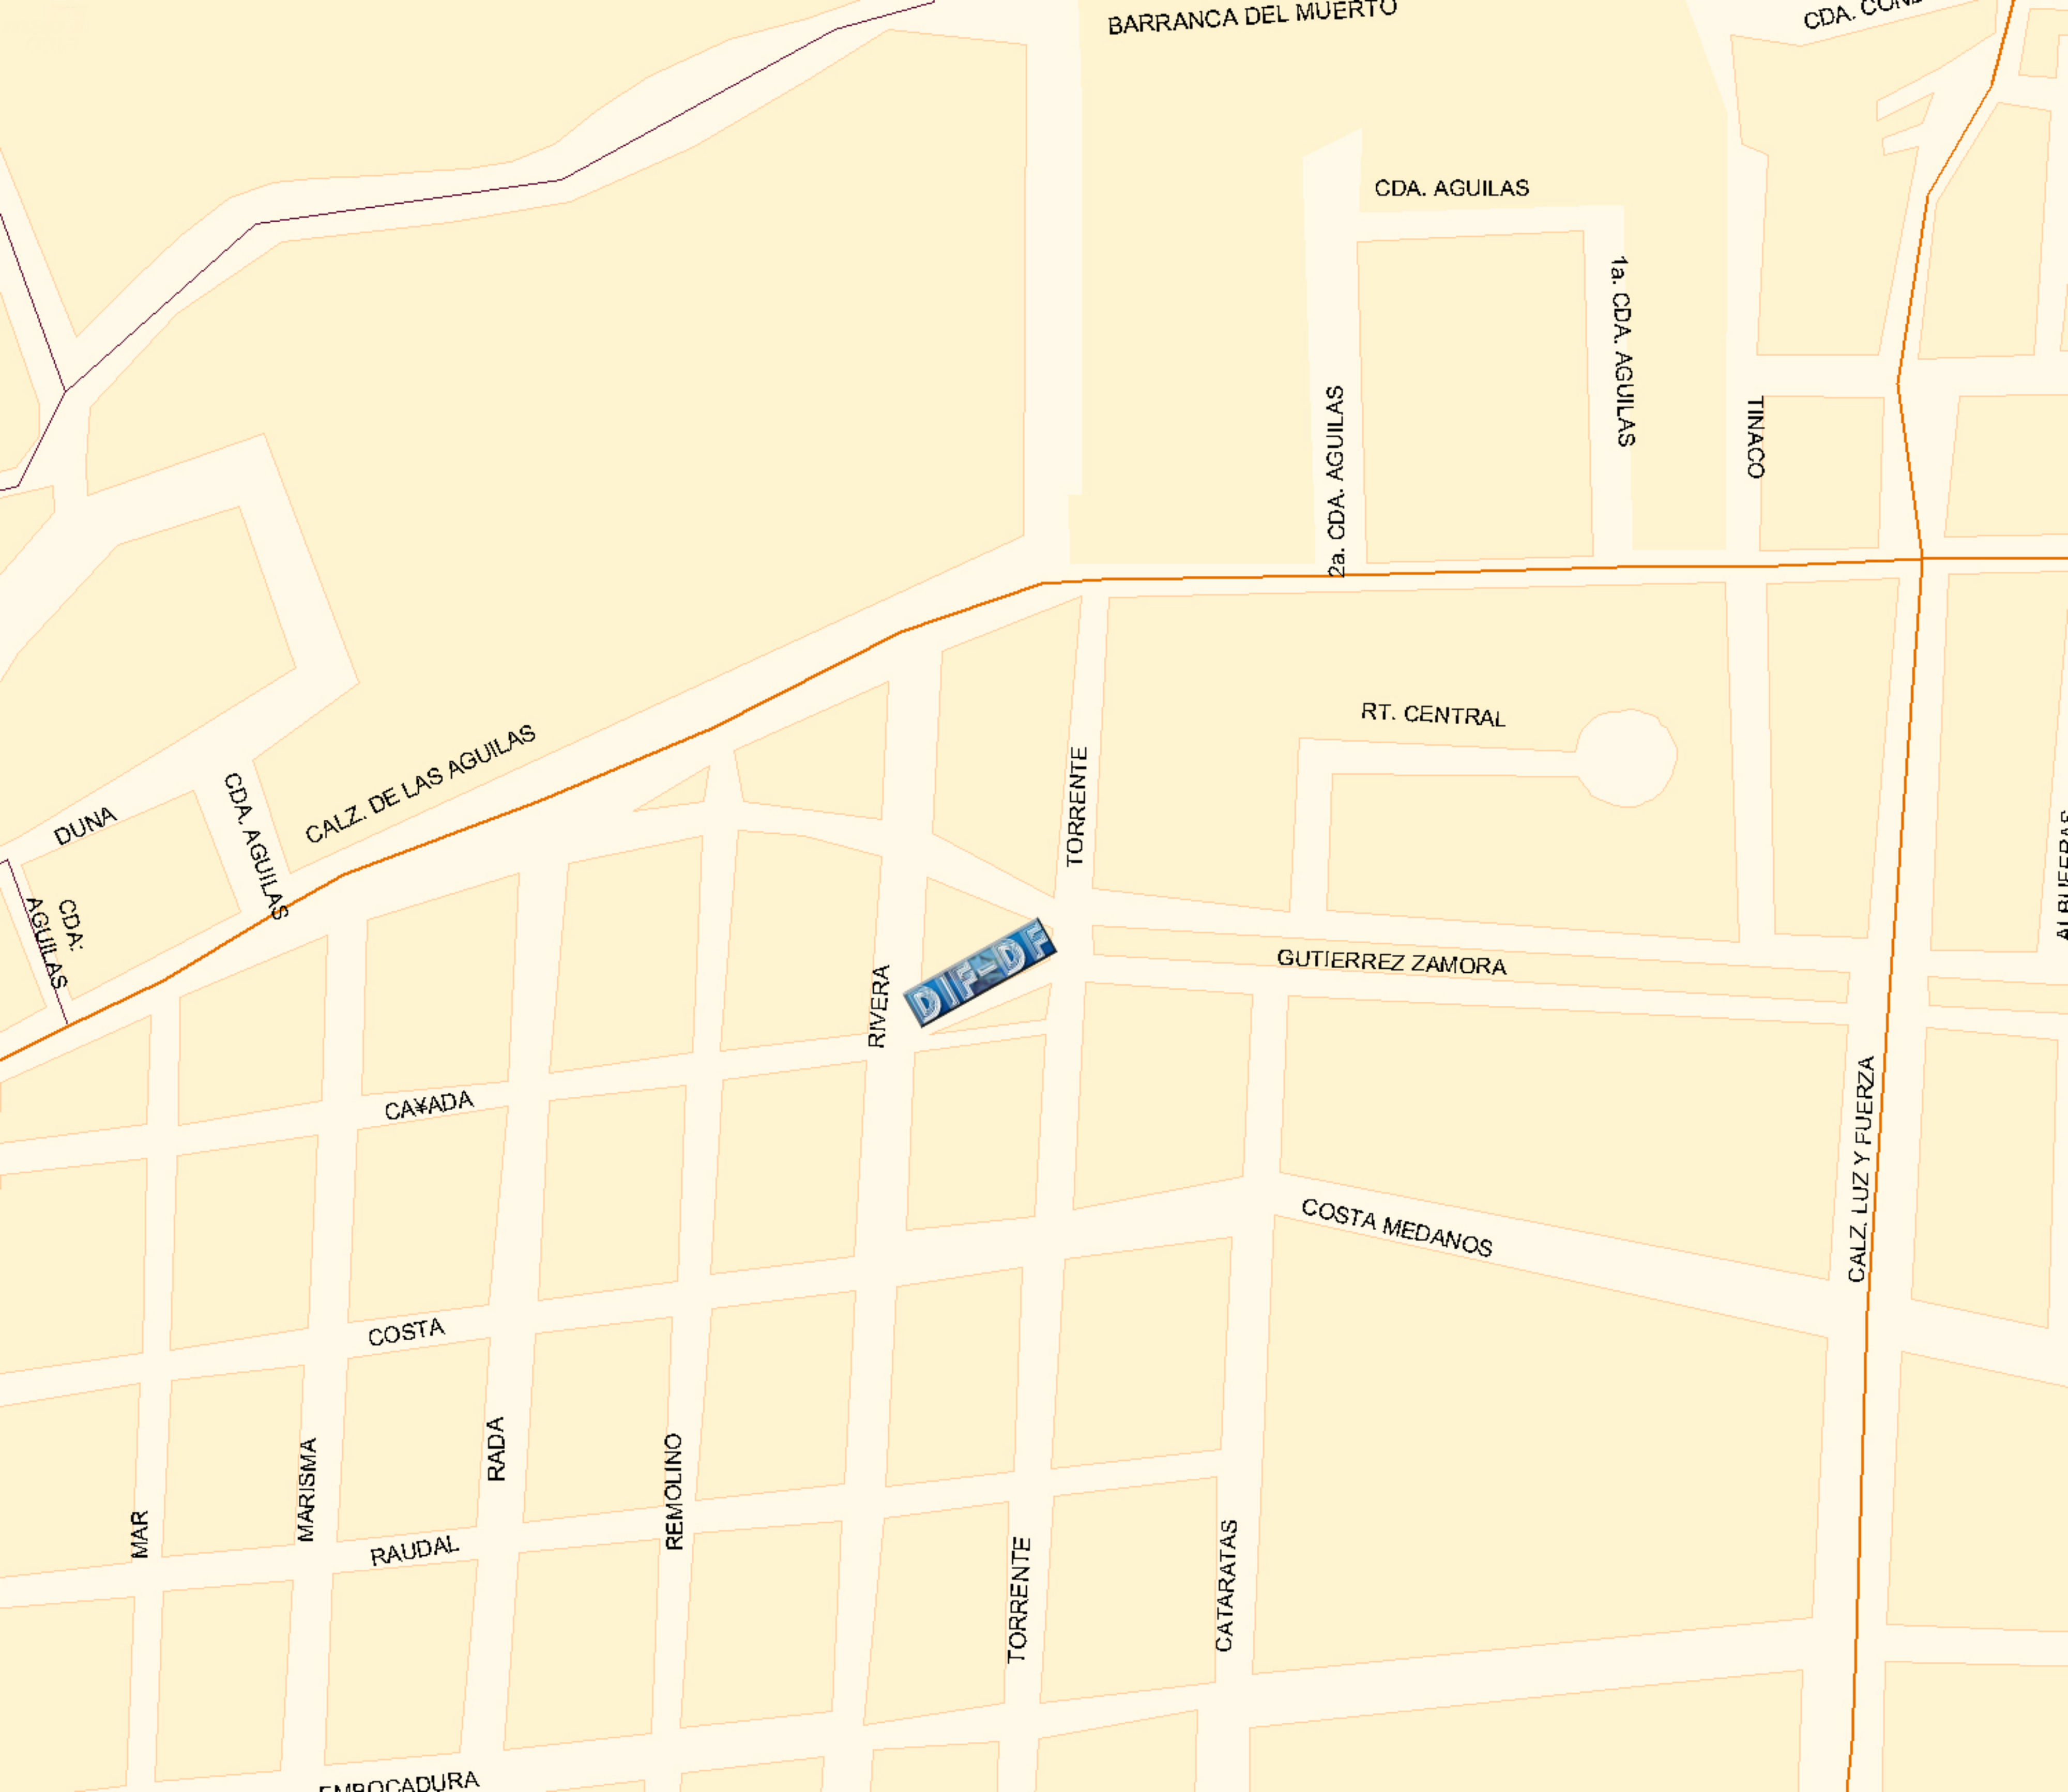 BARRANCA DEL MUERTO
CDA.
CDA. AGUILAS
1a. CDA. AGUILAS
2a. CDA. AGUILAS
TINACO
RT. CENTRAL
CALZ. DE LAS AGUILAS
TORRENTE
DUNA
CDA. AGUILAS
CDA:
AGUILAS
DIF-DF
GUTIERREZ ZAMORA
RIVERA
CA¥ADA
CALZ. LUZ Y FUERZA
COSTA MEDANOS
COSTA
RADA
MARISMA
REMOLINO
MAR
RAUDAL
TORRENTE
CATARATAS
EMBOCADURA